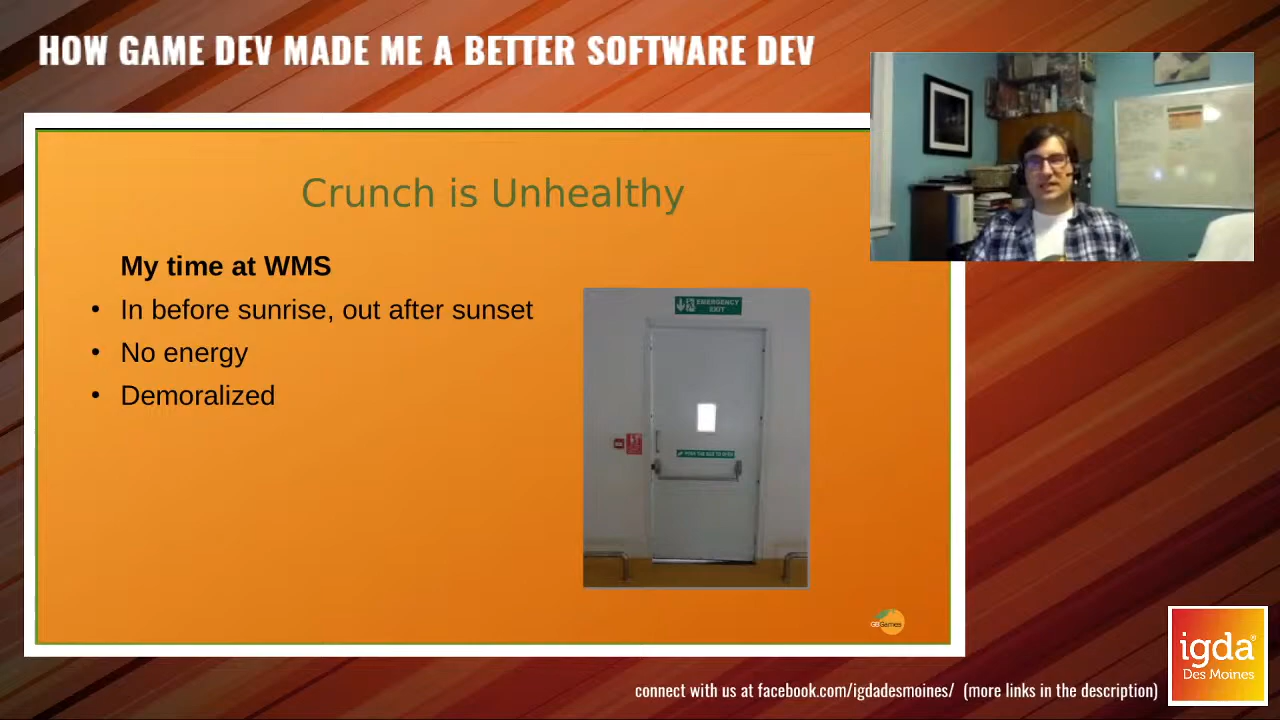 HOW GAME DEV MADE ME A BETTER SOFTWARE DEV
Crunch is Unhealthy
My time at WMS
• In before sunrise, out after sunset
• No energy
• Demoralized
EMERGENCY
EXIT
GBGames
igda
Des Moines
connect with us at facebook.com/igdadesmoines/ (more links in the description)